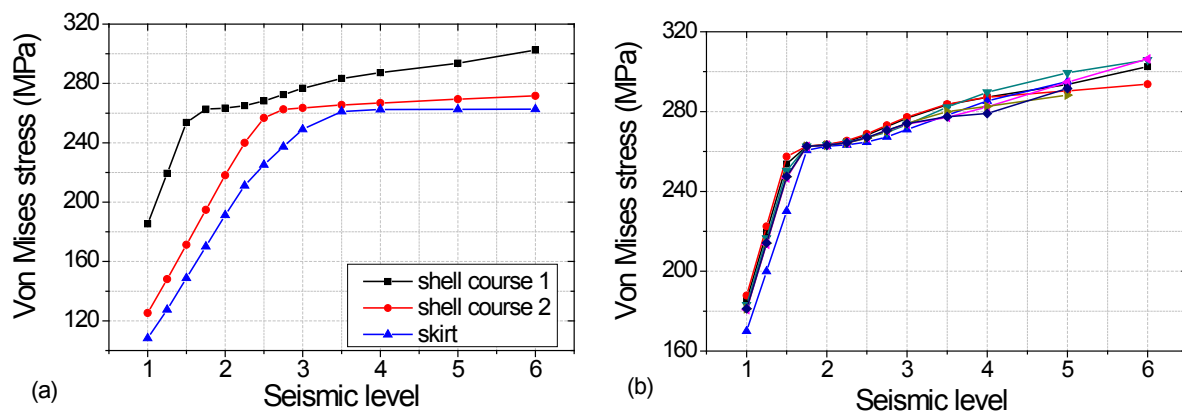 320
280
240
200
160
120
Von Mises stress (MPa)
shell course 1
shell course 2
skirt
1 2 3 4 5 6
(a) Seismic level
320
280
240
200
160
Von Mises stress (MPa)
1 2 3 4 5 6
(b) Seismic level